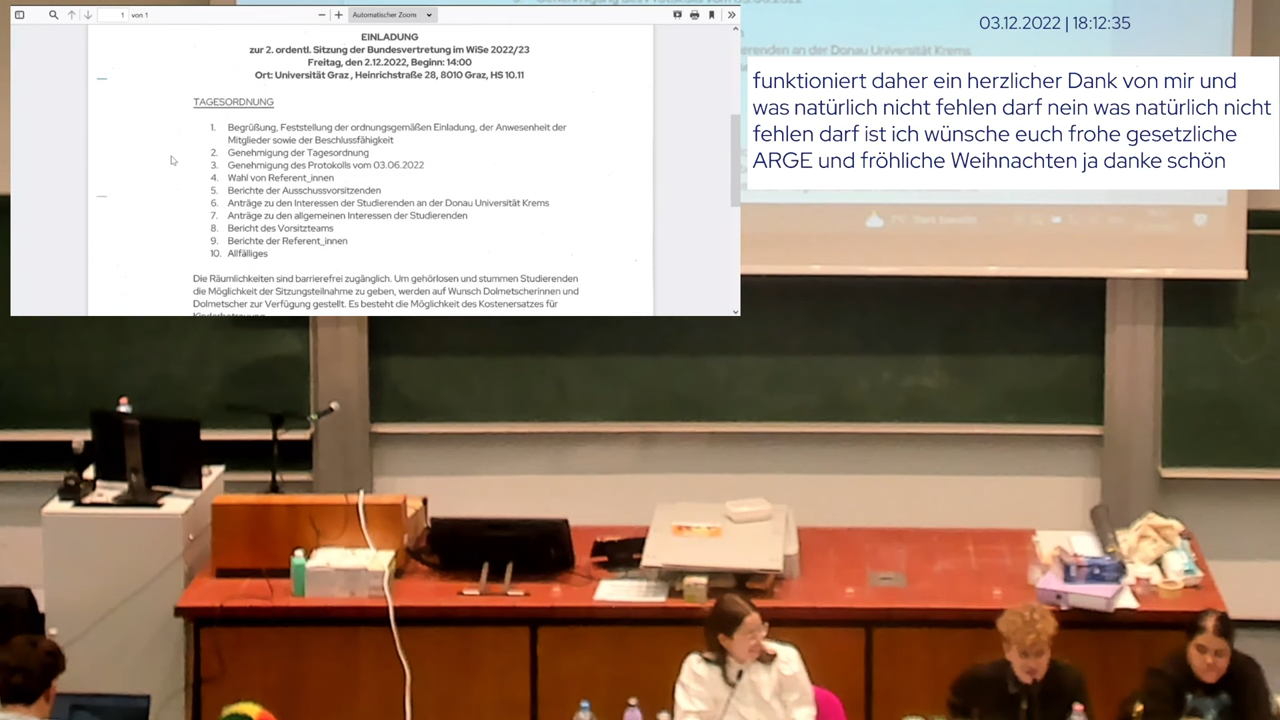 1 von 1
Automatischer Zoom
EINLADUNG
zur 2. ordentl. Sitzung der Bundesvertretung im WiSe 2022/23
Freitag, den 2.12.2022, Beginn: 14:00
Ort: Universität Graz , Heinrichstraße 28, 8010 Graz, HS 10.11
TAGESORDNUNG
1. Begrüßung, Feststellung der ordnungsgemäßen Einladung, der Anwesenheit der
Mitglieder sowie der Beschlussfähigkeit
2. Genehmigung der Tagesordnung
3. Genehmigung des Protokolls vom 03.06.2022
4. Wahl von Referent_innen
5. Berichte der Ausschussvorsitzenden
6. Anträge zu den Interessen der Studierenden an der Donau Universität Krems
7. Anträge zu den allgemeinen Interessen der Studierenden
8. Bericht des Vorsitzteams
9. Berichte der Referent_innen
10. Allfälliges
Die Räumlichkeiten sind barrierefrei zugänglich. Um gehörlosen und stummen Studierenden
die Möglichkeit der Sitzungsteilnahme zu geben, werden auf Wunsch Dolmetscherinnen und
Dolmetscher zur Verfügung gestellt. Es besteht die Möglichkeit des Kostenersatzes für
03.12.2022 | 18:12:35
enden an der Donau Universität Krems
funktioniert daher ein herzlicher Dank von mir und
was natürlich nicht fehlen darf nein was natürlich nicht
fehlen darf ist ich wünsche euch frohe gesetzliche
ARGE und fröhliche Weihnachten ja danke schön